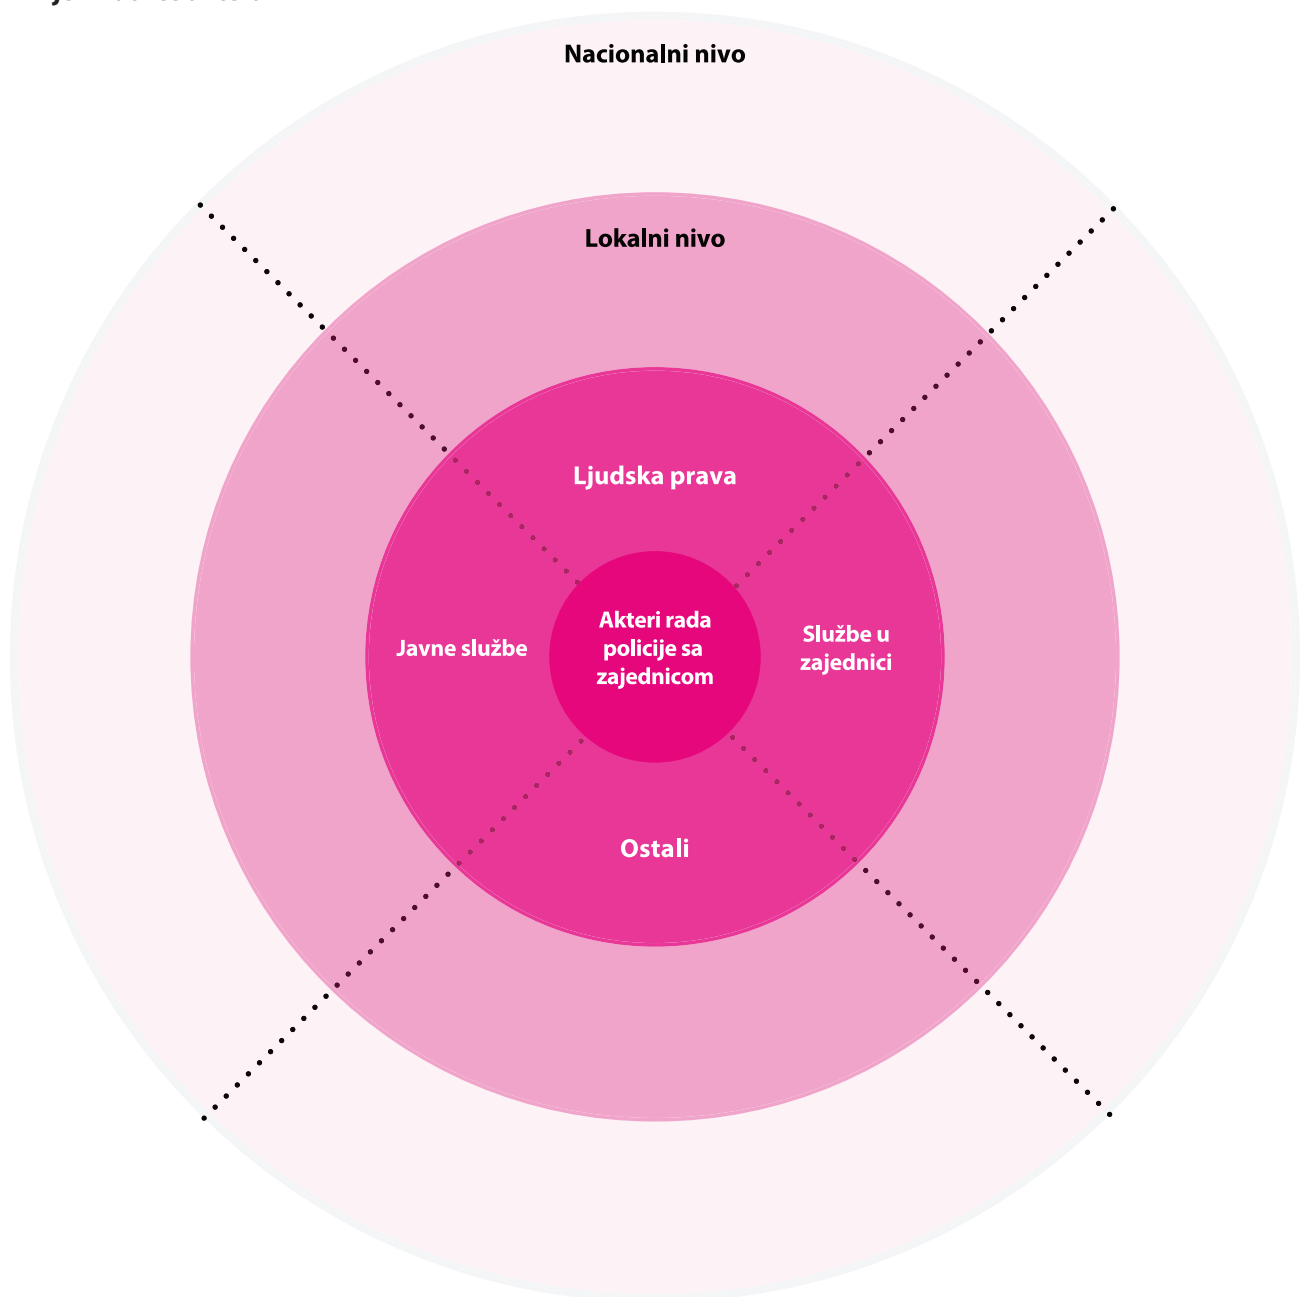 Nacionalni nivo
Lokalni nivo
Ljudska prava
Javne službe
Akteri rada
policije sa
zajednicom
Službe u
zajednici
Ostali